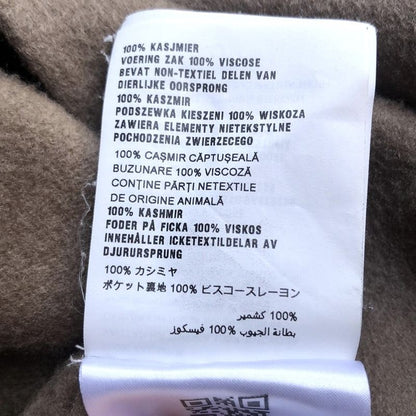 100% KASJMIER
VOERING ZAK 100% VISCOSE
BEVAT NON-TEXTIEL DELEN VAN
DIERLIJKE OORSPRONG
100% KASZMIR
PODSZEWKA KIESZENI 100% WISKOZA
ZAWIERA ELEMENTY NIETEKSTYLNE
POCHODZENIA ZWIERZECEGO
100% CAȘMIR CĂPTUȘEALĂ
BUZUNARE 100% VISCOZĂ
CONȚINE PĂRȚI NETEXTILE
DE ORIGINE ANIMALĂ
100% KASHMIR
FODER PÅ FICKA 100% VISKOS
INNEHÅLLER ICKETEXTILDELAR AV
DJURURSPRUNG
100% カシミヤ
ポケット裏地 100% ビスコースレーヨン
100% كشمير
بطانة الجيوب 100% فيسكوز